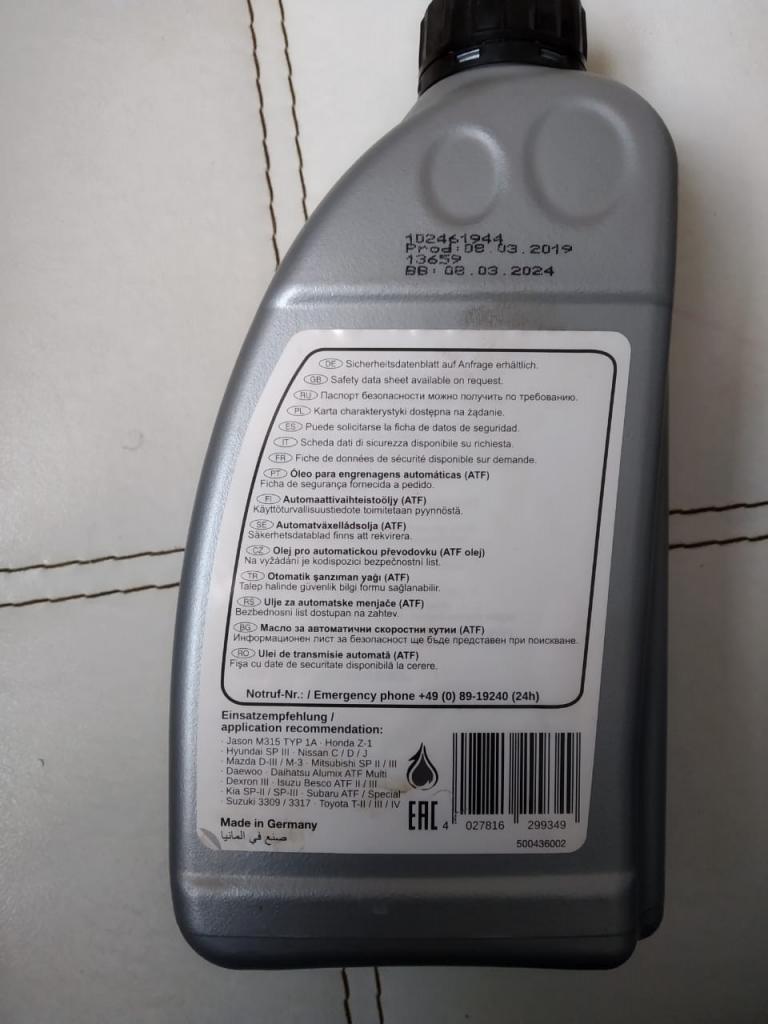 102461944
Prod:08.03.2019
13659
BB: 08.03.2024
DE Sicherheitsdatenblatt auf Anfrage erhältlich.
GB Safety data sheet available on request.
RU Паспорт безопасности можно получить по требованию.
PL Karta charakterystyki dostępna na żądanie.
ES Puede solicitarse la ficha de datos de seguridad.
IT Scheda dati di sicurezza disponibile su richiesta.
FR Fiche de données de sécurité disponible sur demande.
PT Óleo para engrenagens automáticas (ATF)
Ficha de segurança fornecida a pedido.
FI Automaattivaihteistoöljy (ATF)
Käyttöturvallisuustiedote toimitetaan pyynnöstä.
SE Automatväxellådsolja (ATF)
Säkerhetsdatablad finns att rekvirera.
CZ Olej pro automatickou převodovku (ATF olej)
Na vyžádáni je kodispozici bezpečnostní list.
TR Otomatik şanzıman yağı (ATF)
Talep halinde güvenlik bilgi formu sağlanabilir.
RS Ulje za automatske menjače (ATF)
Bezbednosni list dostupan na zahtev.
BG Масло за автоматични скоростни кутии (ATF)
Информационен лист за безопасност ще бъде представен при поискване.
RO Ulei de transmisie automată (ATF)
Fişa cu date de securitate disponibilă la cerere.
Notruf-Nr.: / Emergency phone +49 (0) 89-19240 (24h)
Einsatzempfehlung /
application recommendation:
· Jason M315 TYP 1A · Honda Z-1
· Hyundai SP III · Nissan C / D / J
· Mazda D-III / M-3 · Mitsubishi SP II / III
· Daewoo · Daihatsu Alumix ATF Multi
· Dexron III · Isuzu Besco ATF II / III
· Kia SP-II / SP-III · Subaru ATF / Special
· Suzuki 3309 / 3317 · Toyota T-II / III / IV
Made in Germany
صنع في المانيا
EAC
4 027816 299349
500436002